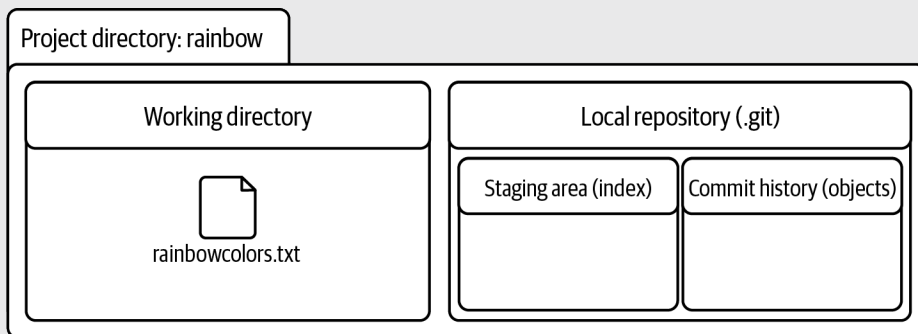 Project directory: rainbow
Working directory
Local repository (.git)
rainbowcolors.txt
Staging area (index)
Commit history (objects)